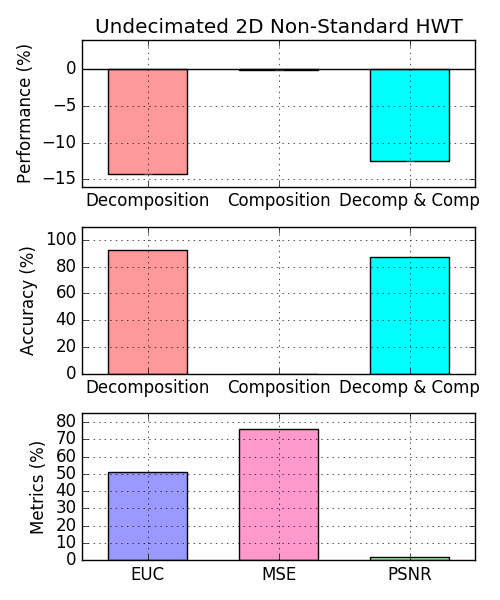 Undecimated 2D Non-Standard HWT
Performance (%)
0
−5
−10
−15
Decomposition Composition Decomp & Comp
Accuracy (%)
100
80
60
40
20
0
Decomposition Composition Decomp & Comp
Metrics (%)
80
70
60
50
40
30
20
10
0
EUC MSE PSNR